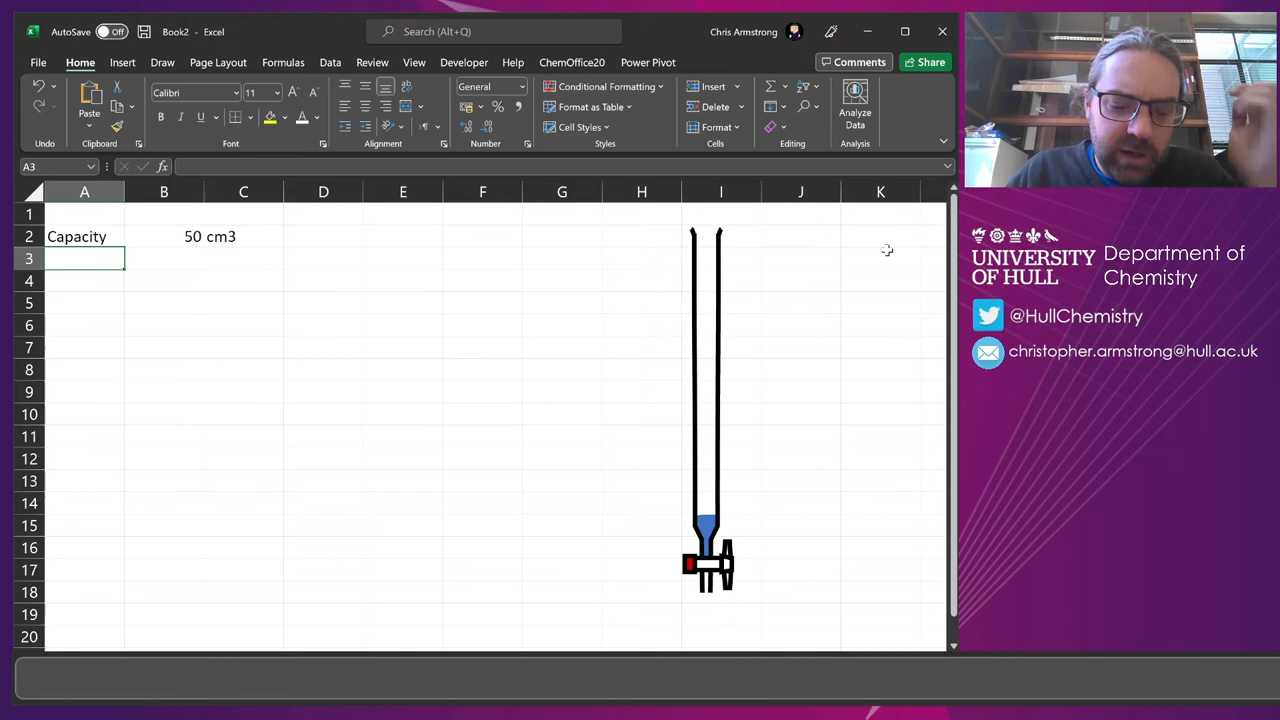 AutoSave Off Book2 - Excel Search (Alt+Q) Chris Armstrong
File Home Insert Draw Page Layout Formulas Data Review View Developer Help ChemOffice20 Power Pivot Comments Share
Paste
Calibri 11
General
Conditional Formatting
Format as Table
Cell Styles
Insert
Delete
Format
Analyze
Data
Undo Clipboard Font Alignment Number Styles Cells Editing Analysis
A3 fx
A B C D E F G H I J K
1
2 Capacity 50 cm3
3
4
5
6
7
8
9
10
11
12
13
14
15
16
17
18
19
20
UNIVERSITY
OF HULL
Department of
Chemistry
@HullChemistry
christopher.armstrong@hull.ac.uk